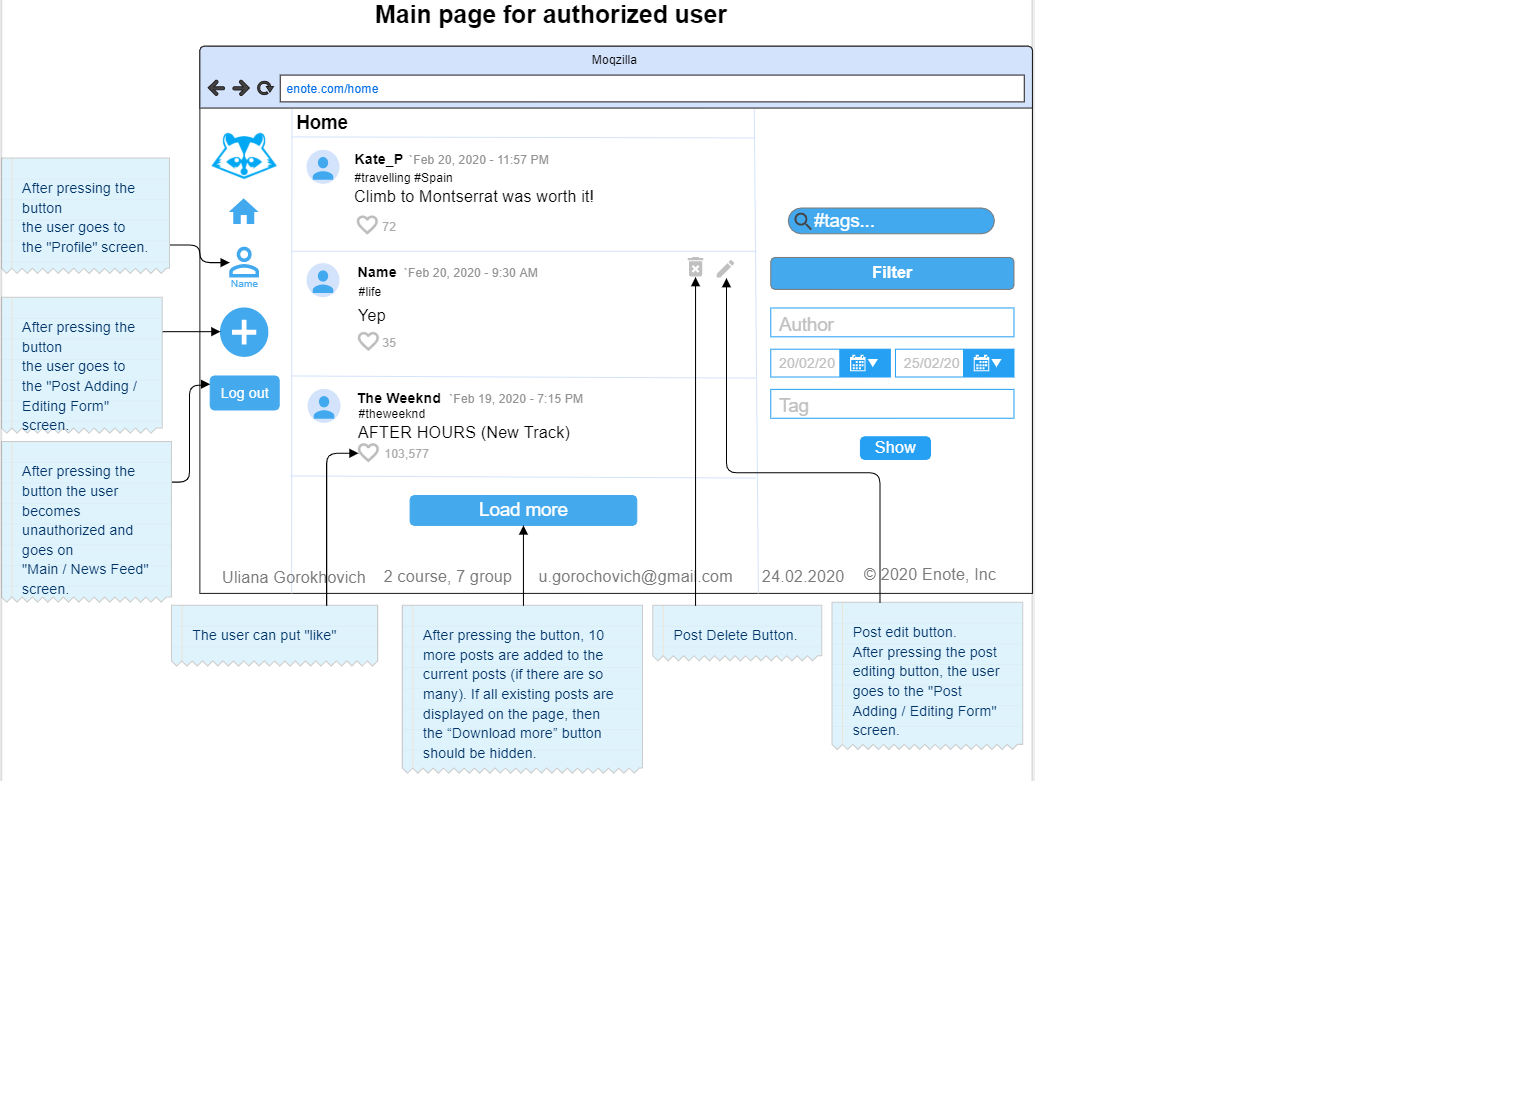 Main page for authorized user
Moqzilla
enote.com/home
Home
Kate_P `Feb 20, 2020 - 11:57 PM
#travelling #Spain
Climb to Montserrat was worth it!
72
Name `Feb 20, 2020 - 9:30 AM
#life
Yep
35
The Weeknd `Feb 19, 2020 - 7:15 PM
#theweeknd
AFTER HOURS (New Track)
103,577
Load more
Name
Log out
#tags...
Filter
Author
20/02/20 25/02/20
Tag
Show
Uliana Gorokhovich 2 course, 7 group u.gorochovich@gmail.com 24.02.2020 © 2020 Enote, Inc
After pressing the
button
the user goes to
the "Profile" screen.
After pressing the
button
the user goes to
the "Post Adding /
Editing Form"
screen.
After pressing the
button the user
becomes
unauthorized and
goes on
"Main / News Feed"
screen.
The user can put "like"
After pressing the button, 10
more posts are added to the
current posts (if there are so
many). If all existing posts are
displayed on the page, then
the “Download more” button
should be hidden.
Post Delete Button.
Post edit button.
After pressing the post
editing button, the user
goes to the "Post
Adding / Editing Form"
screen.